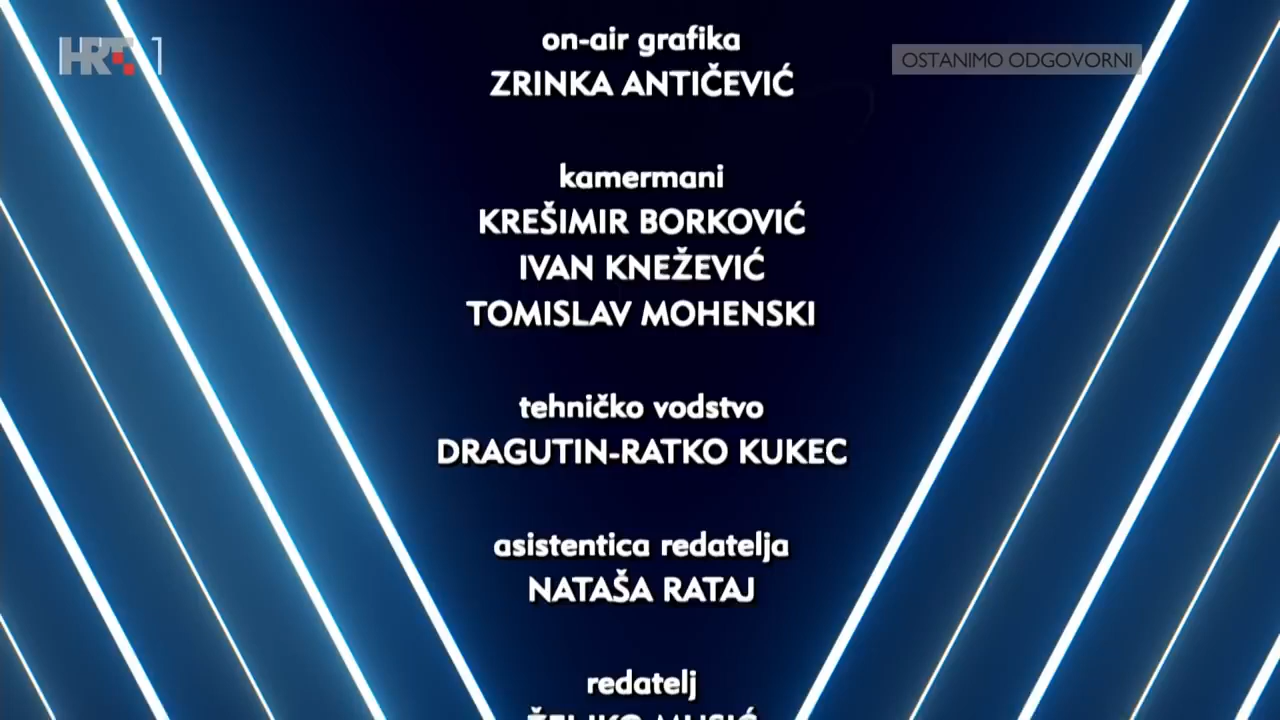 HRT 1
OSTANIMO ODGOVORNI
on-air grafika
ZRINKA ANTIČEVIĆ
kamermani
KREŠIMIR BORKOVIĆ
IVAN KNEŽEVIĆ
TOMISLAV MOHENSKI
tehničko vodstvo
DRAGUTIN-RATKO KUKEC
asistentica redatelja
NATAŠA RATAJ
redatelj